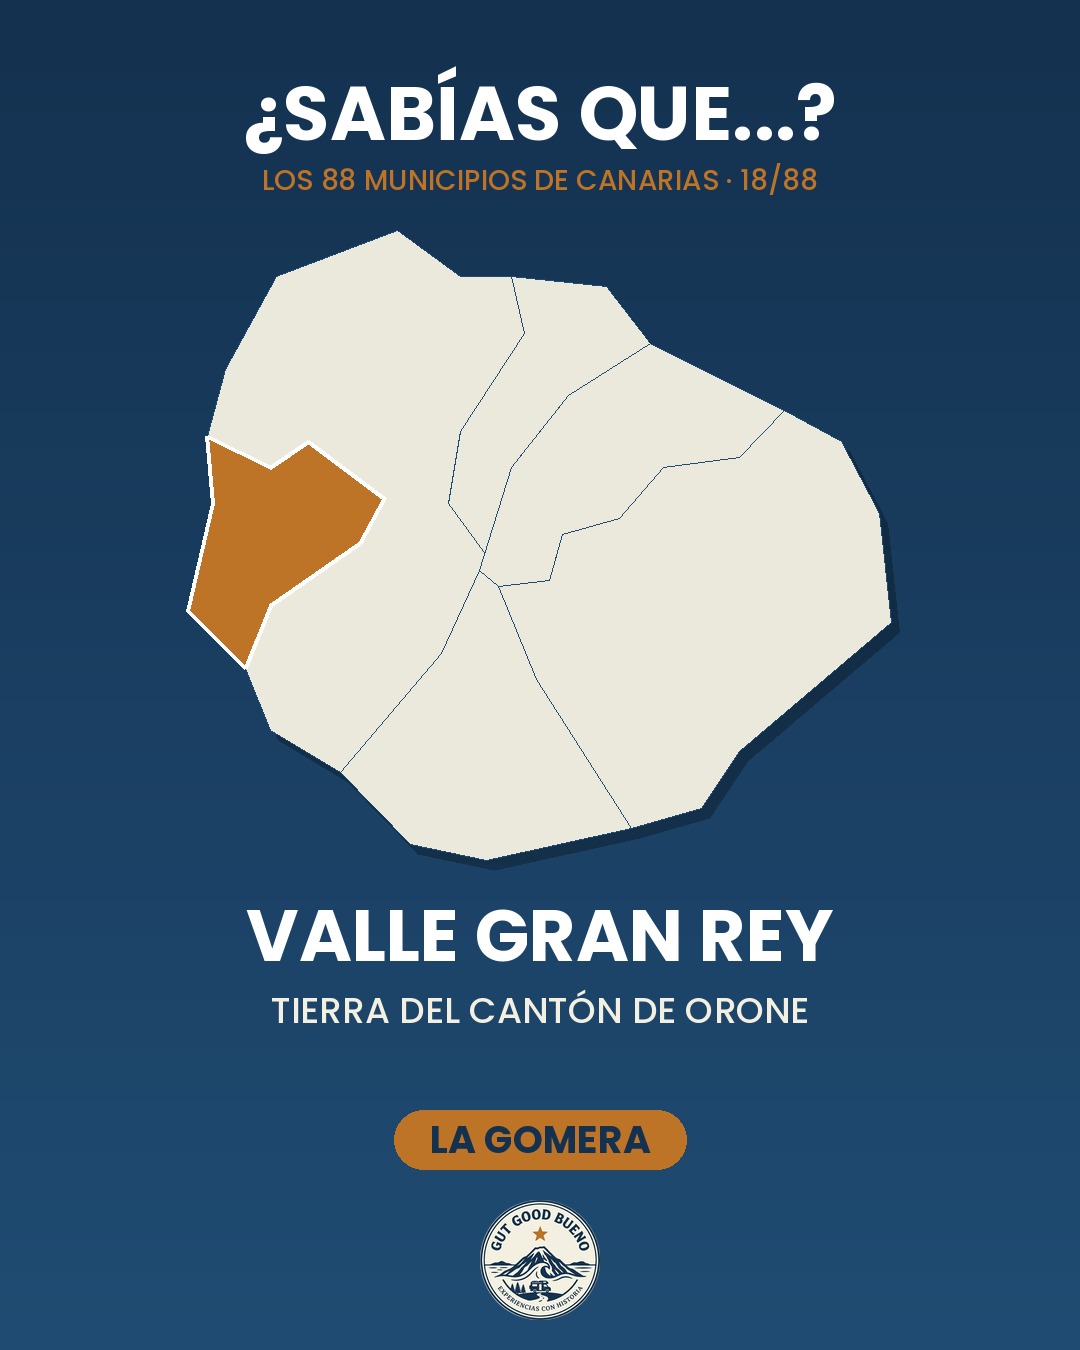 ¿SABÍAS QUE...?
LOS 88 MUNICIPIOS DE CANARIAS · 18/88
VALLE GRAN REY
TIERRA DEL CANTÓN DE ORONE
LA GOMERA
GUT GOOD BUENO
EXPERIENCIAS CON HISTORIA